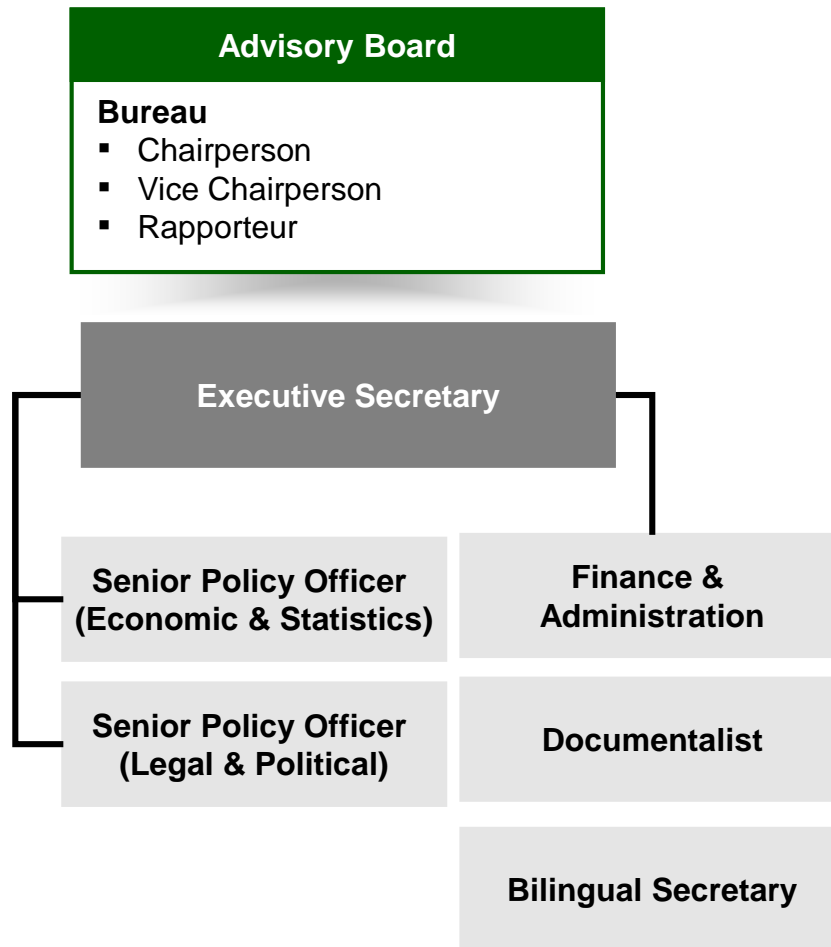 Advisory Board
Bureau
▪ Chairperson
▪ Vice Chairperson
▪ Rapporteur
Executive Secretary
Senior Policy Officer
(Economic & Statistics)
Finance &
Administration
Senior Policy Officer
(Legal & Political)
Documentalist
Bilingual Secretary